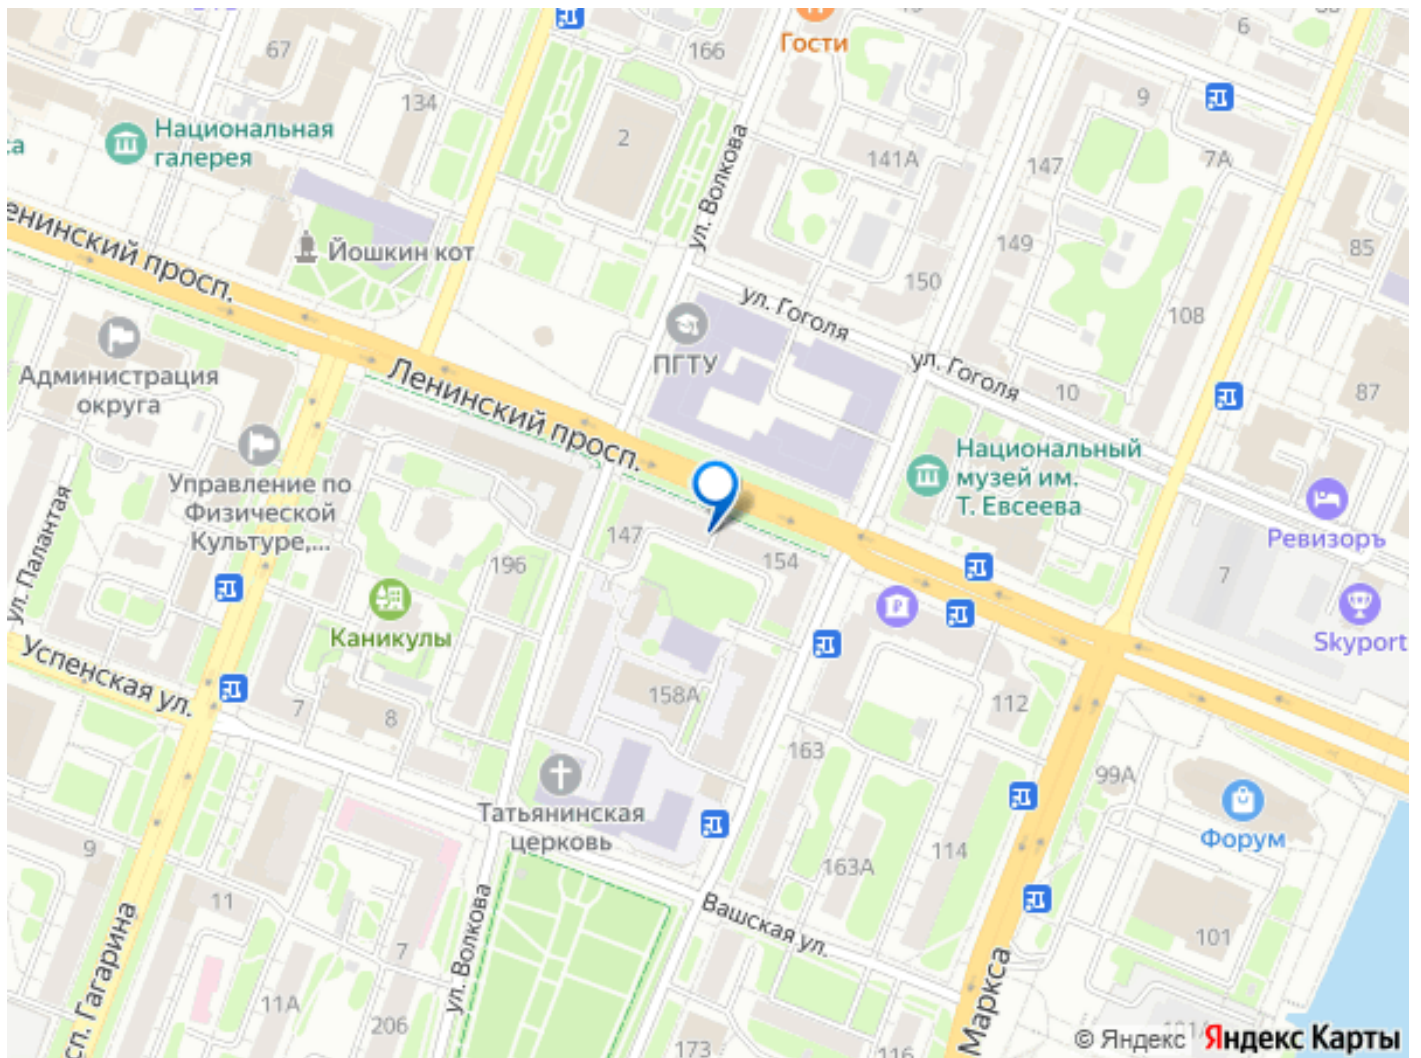 67
166
Гости
6
134
9
Национальная
галерея
2
ул. Волкова
141А
147
7А
Йошкин кот
149
85
150
Ленинский просп.
ул. Гоголя
108
ПГТУ
Администрация
округа
Ленинский просп.
ул. Гоголя
10
87
Управление по
Физической
Культуре,...
Национальный
музей им.
Т. Евсеева
Ревизоръ
ул. Палантая
147
154
196
7
Каникулы
Skyport
Успенская ул.
158А
7
8
112
163
99А
Татьянинская
церковь
Форум
9
163А
114
11
Вашская ул.
ул. Волкова
101
7
просп. Гагарина
11А
206
Маркса
173
116
101А
© Яндекс Яндекс Карты